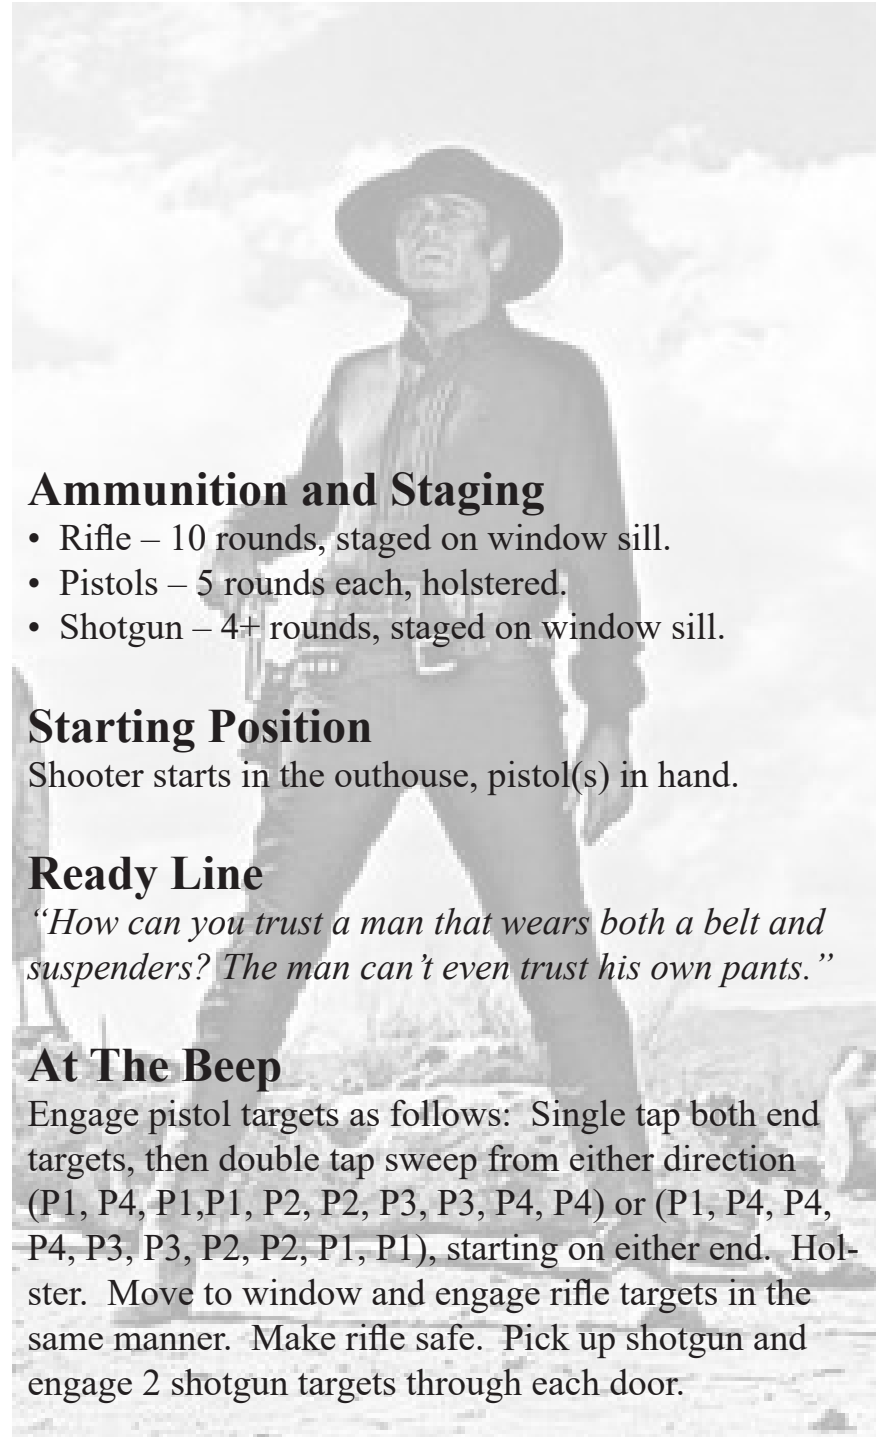 Ammunition and Staging
• Rifle – 10 rounds, staged on window sill.
• Pistols – 5 rounds each, holstered.
• Shotgun – 4+ rounds, staged on window sill.
Starting Position
Shooter starts in the outhouse, pistol(s) in hand.
Ready Line
“How can you trust a man that wears both a belt and
suspenders? The man can’t even trust his own pants.”
At The Beep
Engage pistol targets as follows:  Single tap both end
targets, then double tap sweep from either direction
(P1, P4, P1,P1, P2, P2, P3, P3, P4, P4) or (P1, P4, P4,
P4, P3, P3, P2, P2, P1, P1), starting on either end.  Hol-
ster.  Move to window and engage rifle targets in the
same manner.  Make rifle safe.  Pick up shotgun and
engage 2 shotgun targets through each door.